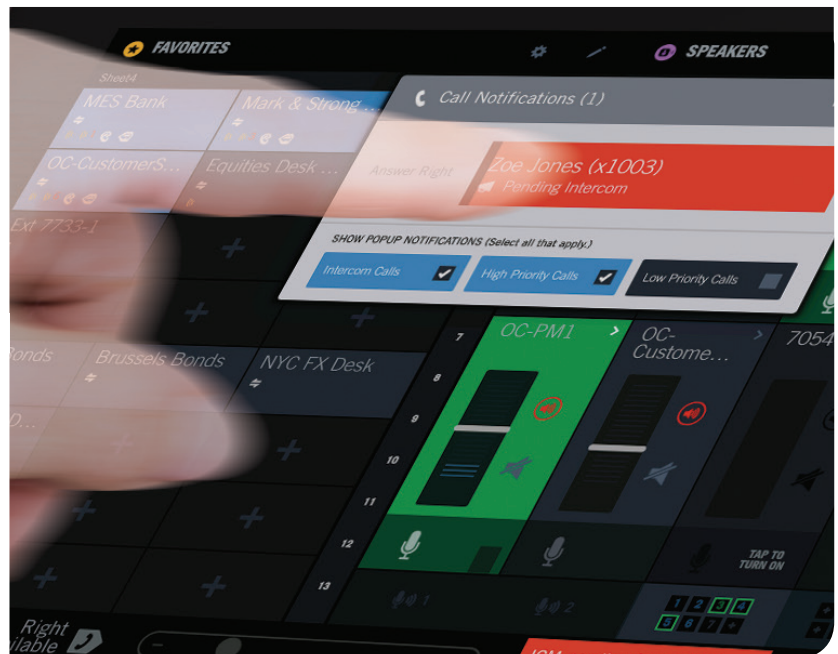 FAVORITES
SPEAKERS
Sheet4
MES Bank
Mark & Strong ...
Call Notifications (1)
OC-CustomerS...
Equities Desk ...
Answer Right
Zoe Jones (x1003)
Pending Intercom
Ext 7733-1
SHOW POPUP NOTIFICATIONS (Select all that apply.)
Intercom Calls
High Priority Calls
Low Priority Calls
7
OC-PM1
OC-
Custome...
7054
onds
Brussels Bonds
NYC FX Desk
8
D...
9
10
11
12
TAP TO
TURN ON
13
1
2
1 2 3 4
5 6 7 +
Right
ilable